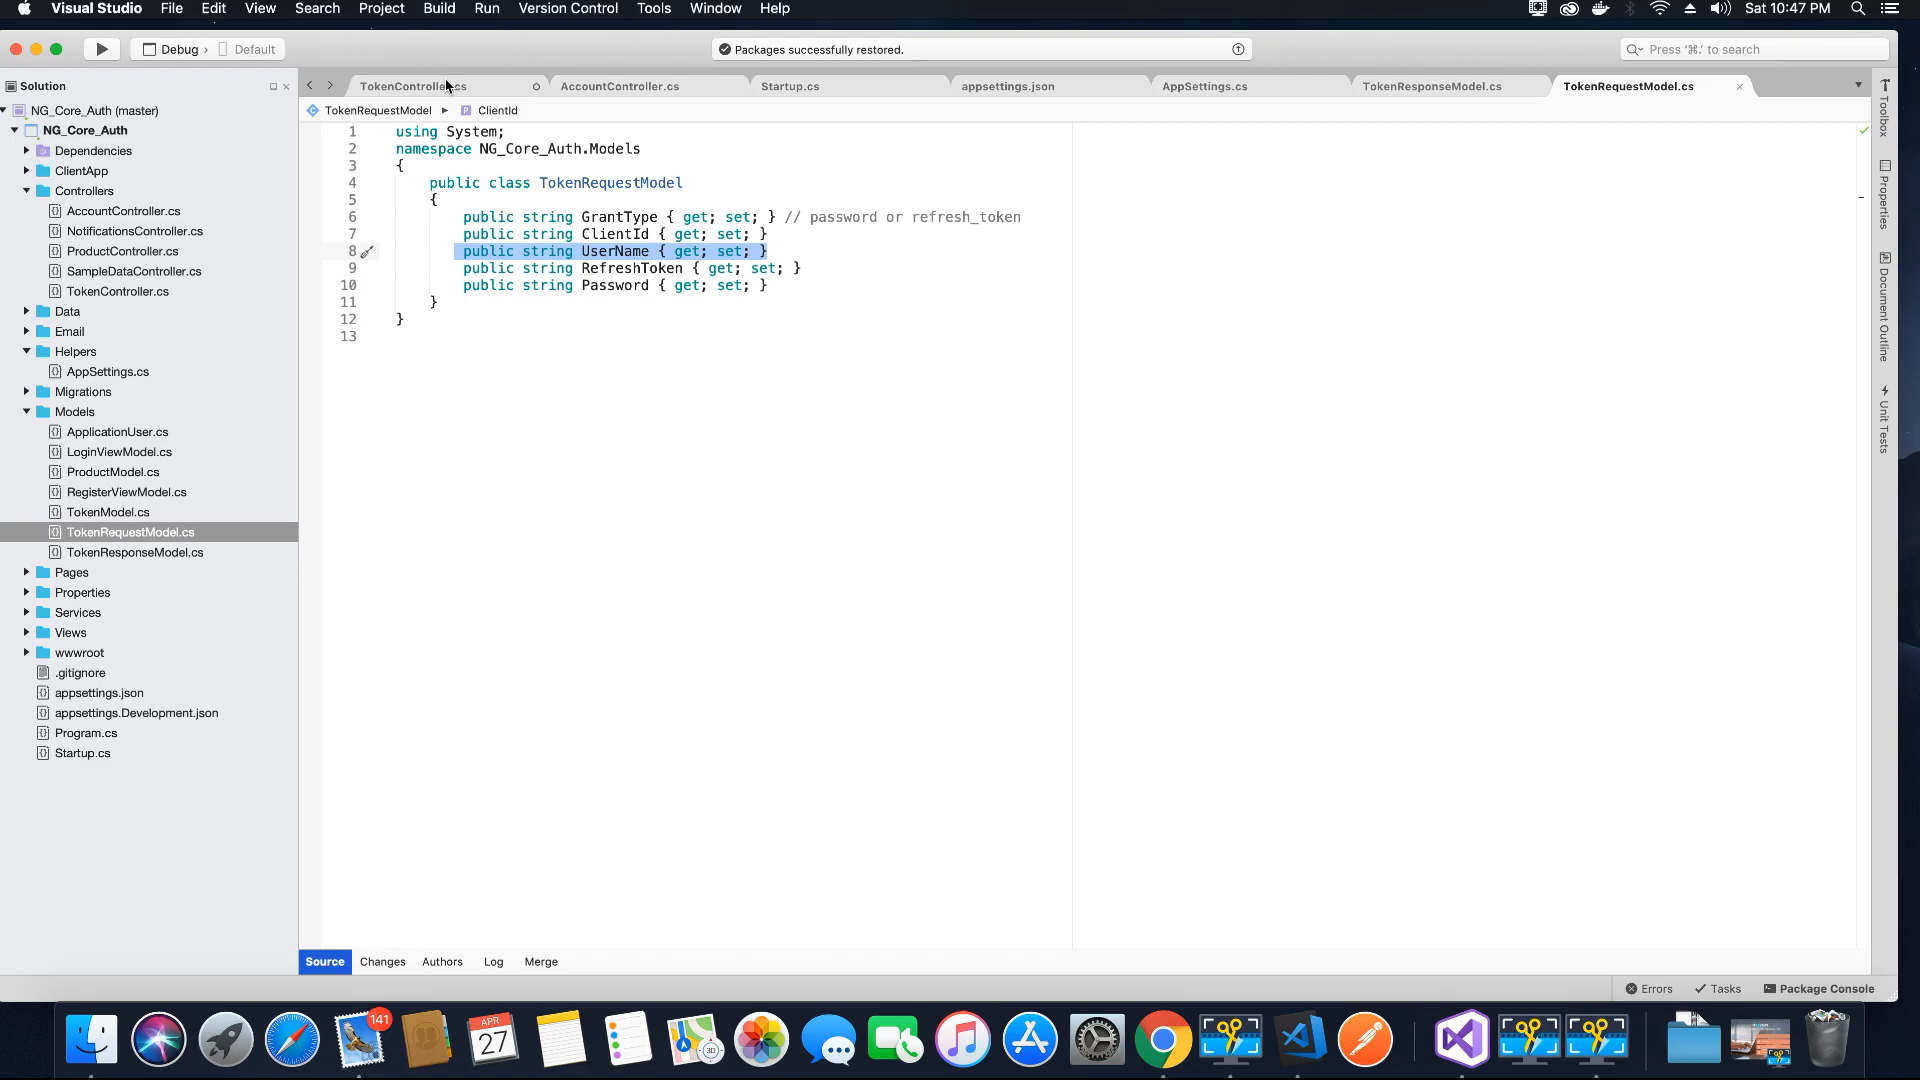 Visual Studio File Edit View Search Project Build Run Version Control Tools Window Help Sat 10:47 PM
Debug › Default
Packages successfully restored.
Press '⌘.' to search
Solution
TokenController.cs AccountController.cs Startup.cs appsettings.json AppSettings.cs TokenResponseModel.cs TokenRequestModel.cs
TokenRequestModel ClientId
NG_Core_Auth (master)
NG_Core_Auth
Dependencies
ClientApp
Controllers
AccountController.cs
NotificationsController.cs
ProductController.cs
SampleDataController.cs
TokenController.cs
Data
Email
Helpers
AppSettings.cs
Migrations
Models
ApplicationUser.cs
LoginViewModel.cs
ProductModel.cs
RegisterViewModel.cs
TokenModel.cs
TokenRequestModel.cs
TokenResponseModel.cs
Pages
Properties
Services
Views
wwwroot
.gitignore
appsettings.json
appsettings.Development.json
Program.cs
Startup.cs
1 using System;
2 namespace NG_Core_Auth.Models
3 {
4 public class TokenRequestModel
5 {
6 public string GrantType { get; set; } // password or refresh_token
7 public string ClientId { get; set; }
8 public string UserName { get; set; }
9 public string RefreshToken { get; set; }
10 public string Password { get; set; }
11 }
12 }
13
Toolbox
Properties
Document Outline
Unit Tests
Source Changes Authors Log Merge
Errors Tasks Package Console
141
APR
27
3D